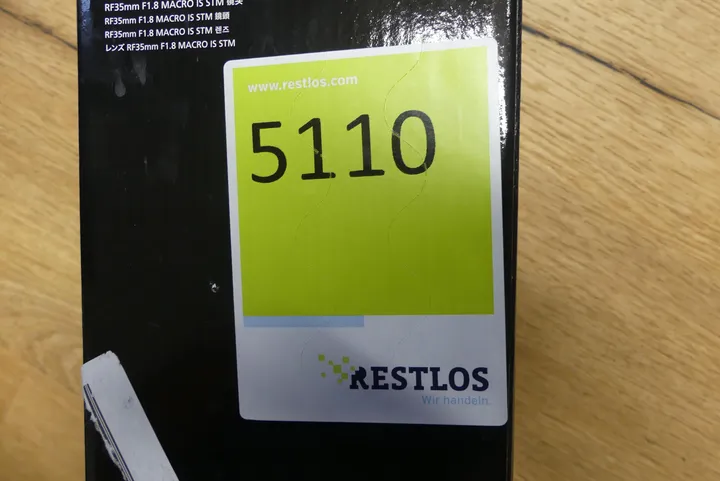 RF35mm F1.8 MACRO IS STM 镜头
RF35mm F1.8 MACRO IS STM 鏡頭
RF35mm F1.8 MACRO IS STM 렌즈
レンズ RF35mm F1.8 MACRO IS STM
www.restlos.com
5110
RESTLOS
Wir handeln.